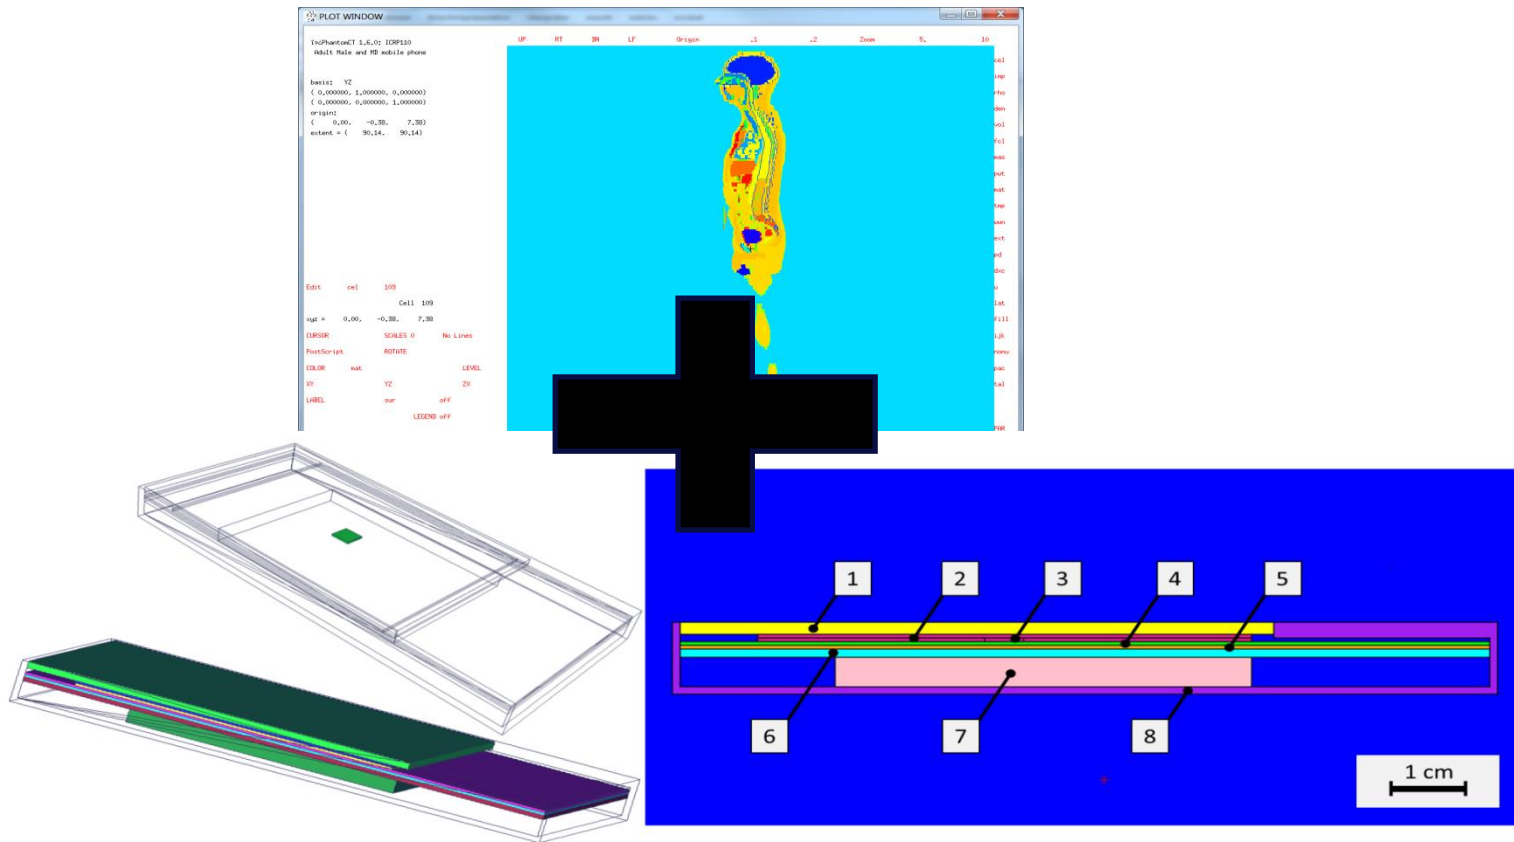 PLOT WINDOW
ICRP110
Adult Male and MD mobile phone
basis: YZ
( 0.000000, 1.000000, 0.000000)
( 0.000000, 0.000000, 1.000000)
origin:
( 0.00, -0.38, 7.38)
extent = ( 90.14, 90.14)
UP RT DN LF Origin .1 .2 Zoom 5. 10
cel
imp
rho
den
vol
fcl
mas
pwt
mat
tmp
wwn
ext
pd
dxc
u
lat
fill
ijk
nonu
pac
tal
PAR
Edit cel 109
Cell 109
xyz = 0.00, -0.38, 7.38
CURSOR SCALES 0 No Lines
PostScript ROTATE
COLOR mat LEVEL
XY YZ ZX
LABEL sur off
LEGEND off
1 2 3 4 5
6 7 8
1 cm